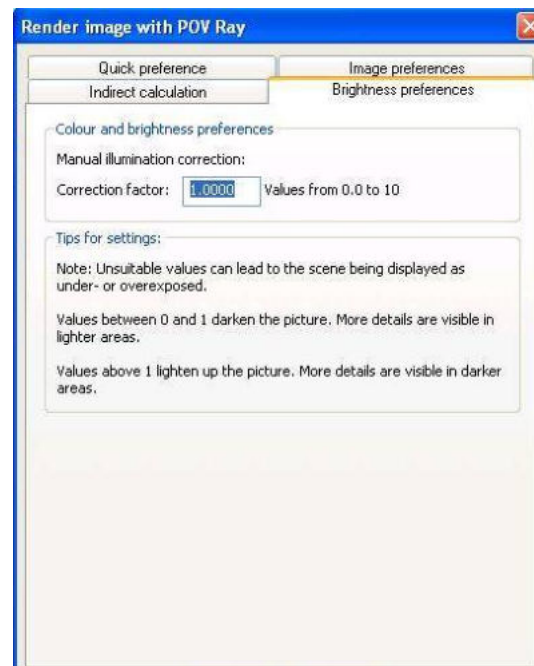 Render image with POV Ray
Quick preference
Image preferences
Indirect calculation
Brightness preferences
Colour and brightness preferences
Manual illumination correction:
Correction factor: 1.0000 Values from 0.0 to 10
Tips for settings:
Note: Unsuitable values can lead to the scene being displayed as
under- or overexposed.
Values between 0 and 1 darken the picture. More details are visible in
lighter areas.
Values above 1 lighten up the picture. More details are visible in darker
areas.